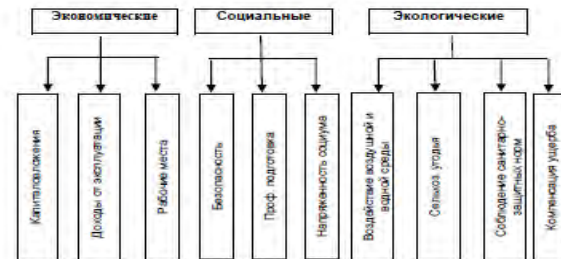 Экономические
Социальные
Экологические
Капиталовложения
Доходы от эксплуатации
Рабочие места
Безопасность
Проф. подготовка
Напряженность социума
Воздействие воздушной и
водной среды
Сельхоз. угодья
Соблюдение санитарно-
защитных норм
Компенсация ущерба